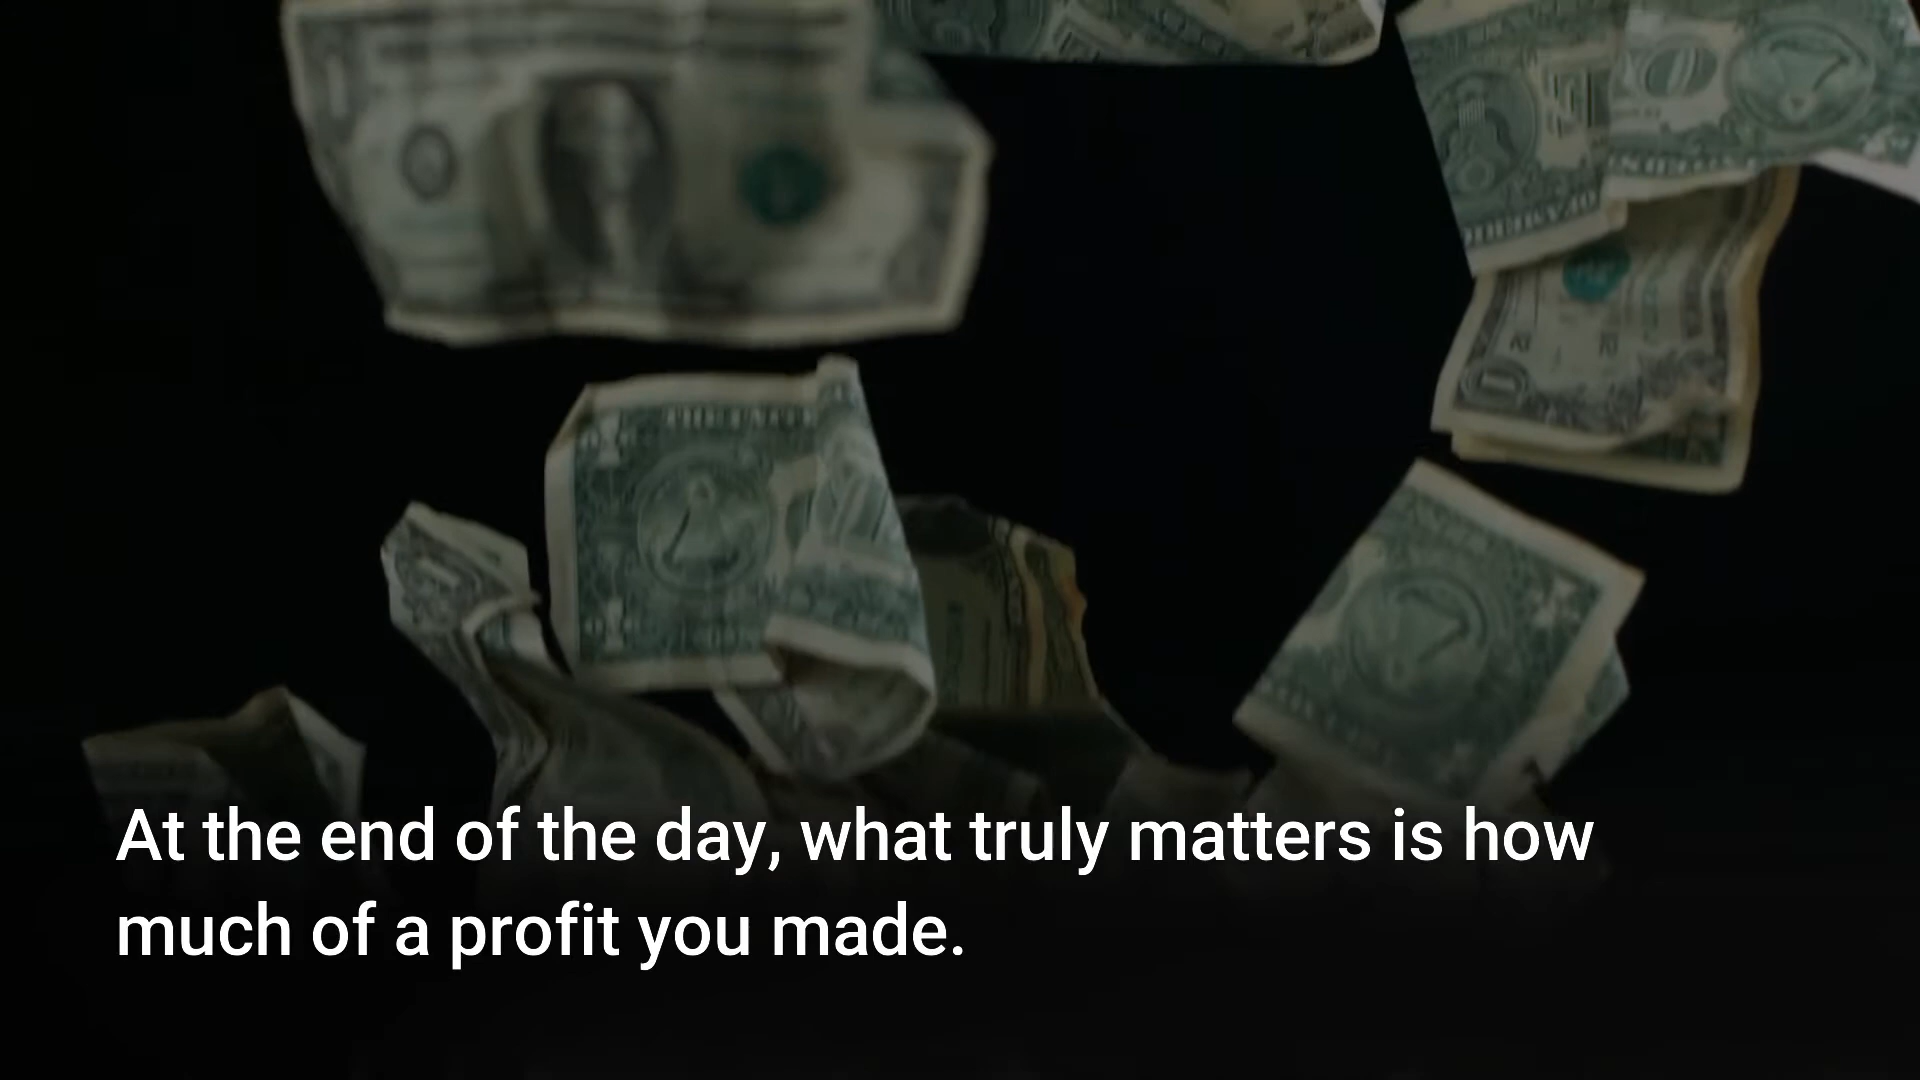 At the end of the day, what truly matters is how
much of a profit you made.